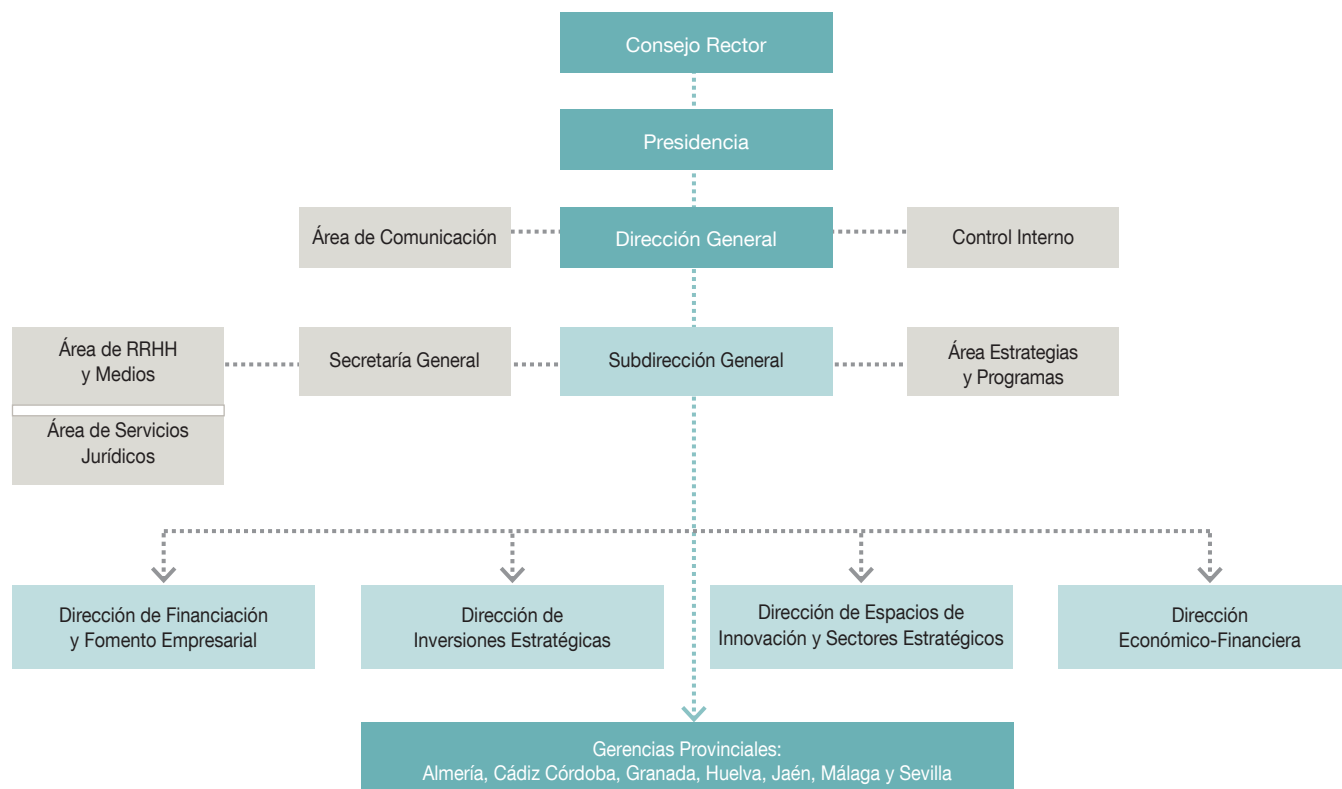 Consejo Rector
Presidencia
Área de Comunicación
Dirección General
Control Interno
Área de RRHH
y Medios
Secretaría General
Subdirección General
Área Estrategias
y Programas
Área de Servicios
Jurídicos
Dirección de Financiación
y Fomento Empresarial
Dirección de
Inversiones Estratégicas
Dirección de Espacios de
Innovación y Sectores Estratégicos
Dirección
Económico-Financiera
Gerencias Provinciales:
Almería, Cádiz Córdoba, Granada, Huelva, Jaén, Málaga y Sevilla